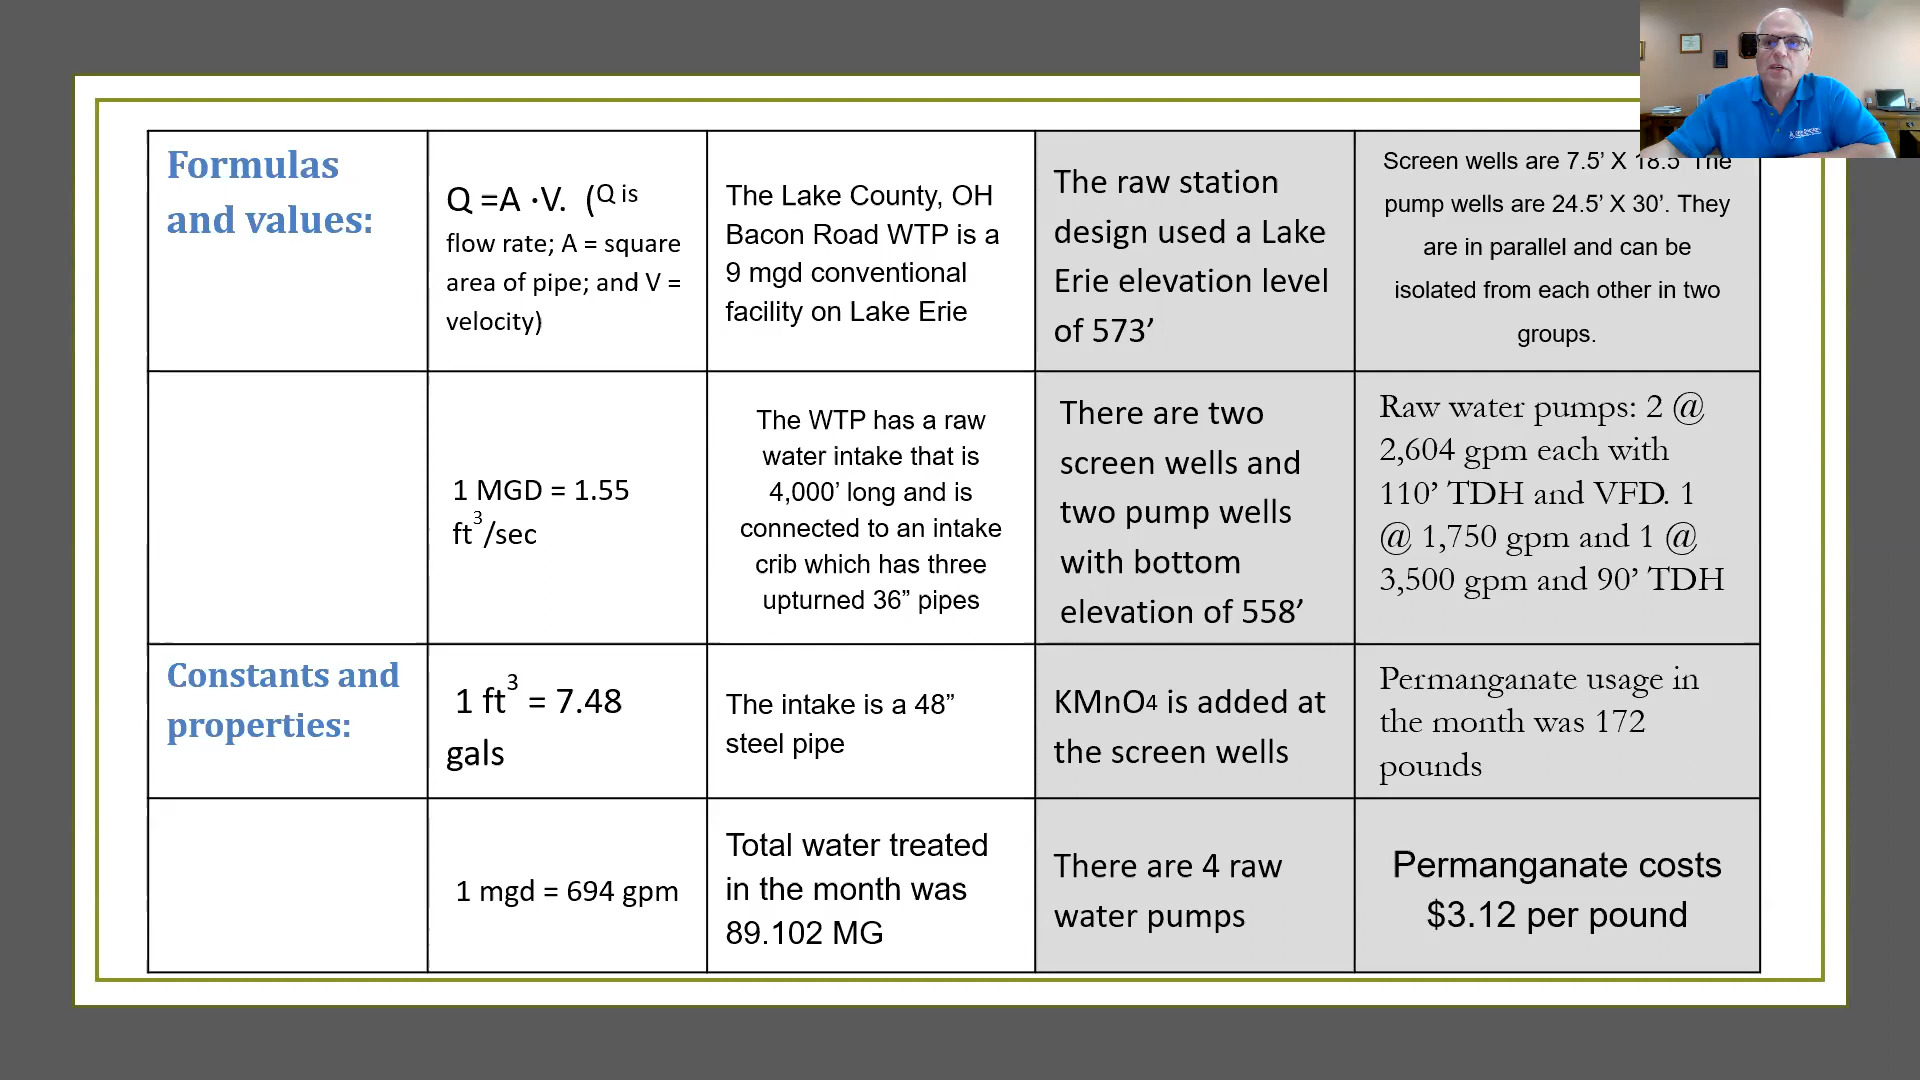 Formulas
and values:
Q =A ·V. (Q is
flow rate; A = square
area of pipe; and V =
velocity)
The Lake County, OH
Bacon Road WTP is a
9 mgd conventional
facility on Lake Erie
The raw station
design used a Lake
Erie elevation level
of 573’
Screen wells are 7.5’ X 18.5’ The
pump wells are 24.5’ X 30’. They
are in parallel and can be
isolated from each other in two
groups.
1 MGD = 1.55
ft³/sec
The WTP has a raw
water intake that is
4,000’ long and is
connected to an intake
crib which has three
upturned 36” pipes
There are two
screen wells and
two pump wells
with bottom
elevation of 558’
Raw water pumps: 2 @
2,604 gpm each with
110’ TDH and VFD. 1
@ 1,750 gpm and 1 @
3,500 gpm and 90’ TDH
Constants and
properties:
1 ft³ = 7.48
gals
The intake is a 48”
steel pipe
KMnO4 is added at
the screen wells
Permanganate usage in
the month was 172
pounds
1 mgd = 694 gpm
Total water treated
in the month was
89.102 MG
There are 4 raw
water pumps
Permanganate costs
$3.12 per pound